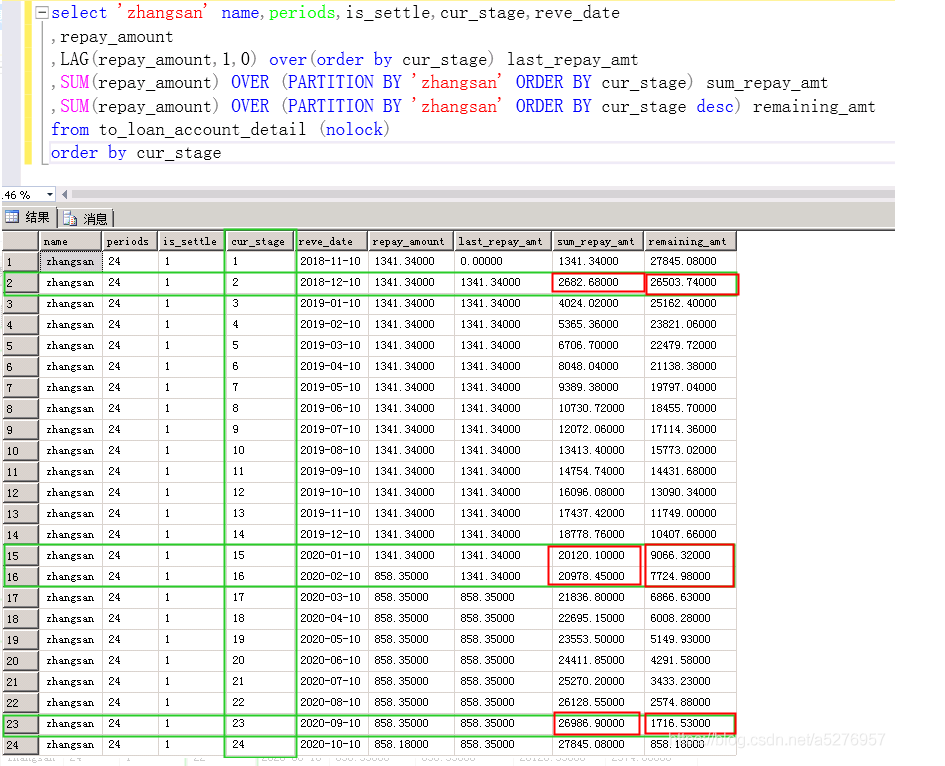 select 'zhangsan' name,periods,is_settle,cur_stage,reve_date
,repay_amount
,LAG(repay_amount,1,0) over(order by cur_stage) last_repay_amt
,SUM(repay_amount) OVER (PARTITION BY 'zhangsan' ORDER BY cur_stage) sum_repay_amt
,SUM(repay_amount) OVER (PARTITION BY 'zhangsan' ORDER BY cur_stage desc) remaining_amt
from to_loan_account_detail (nolock)
order by cur_stage
46 %
结果 消息
name periods is_settle cur_stage reve_date repay_amount last_repay_amt sum_repay_amt remaining_amt
1 zhangsan 24 1 1 2018-11-10 1341.34000 0.00000 1341.34000 27845.08000
2 zhangsan 24 1 2 2018-12-10 1341.34000 1341.34000 2682.68000 26503.74000
3 zhangsan 24 1 3 2019-01-10 1341.34000 1341.34000 4024.02000 25162.40000
4 zhangsan 24 1 4 2019-02-10 1341.34000 1341.34000 5365.36000 23821.06000
5 zhangsan 24 1 5 2019-03-10 1341.34000 1341.34000 6706.70000 22479.72000
6 zhangsan 24 1 6 2019-04-10 1341.34000 1341.34000 8048.04000 21138.38000
7 zhangsan 24 1 7 2019-05-10 1341.34000 1341.34000 9389.38000 19797.04000
8 zhangsan 24 1 8 2019-06-10 1341.34000 1341.34000 10730.72000 18455.70000
9 zhangsan 24 1 9 2019-07-10 1341.34000 1341.34000 12072.06000 17114.36000
10 zhangsan 24 1 10 2019-08-10 1341.34000 1341.34000 13413.40000 15773.02000
11 zhangsan 24 1 11 2019-09-10 1341.34000 1341.34000 14754.74000 14431.68000
12 zhangsan 24 1 12 2019-10-10 1341.34000 1341.34000 16096.08000 13090.34000
13 zhangsan 24 1 13 2019-11-10 1341.34000 1341.34000 17437.42000 11749.00000
14 zhangsan 24 1 14 2019-12-10 1341.34000 1341.34000 18778.76000 10407.66000
15 zhangsan 24 1 15 2020-01-10 1341.34000 1341.34000 20120.10000 9066.32000
16 zhangsan 24 1 16 2020-02-10 858.35000 1341.34000 20978.45000 7724.98000
17 zhangsan 24 1 17 2020-03-10 858.35000 858.35000 21836.80000 6866.63000
18 zhangsan 24 1 18 2020-04-10 858.35000 858.35000 22695.15000 6008.28000
19 zhangsan 24 1 19 2020-05-10 858.35000 858.35000 23553.50000 5149.93000
20 zhangsan 24 1 20 2020-06-10 858.35000 858.35000 24411.85000 4291.58000
21 zhangsan 24 1 21 2020-07-10 858.35000 858.35000 25270.20000 3433.23000
22 zhangsan 24 1 22 2020-08-10 858.35000 858.35000 26128.55000 2574.88000
23 zhangsan 24 1 23 2020-09-10 858.35000 858.35000 26986.90000 1716.53000
24 zhangsan 24 1 24 2020-10-10 858.18000 858.35000 27845.08000 858.18000
https://blog.csdn.net/a5276957